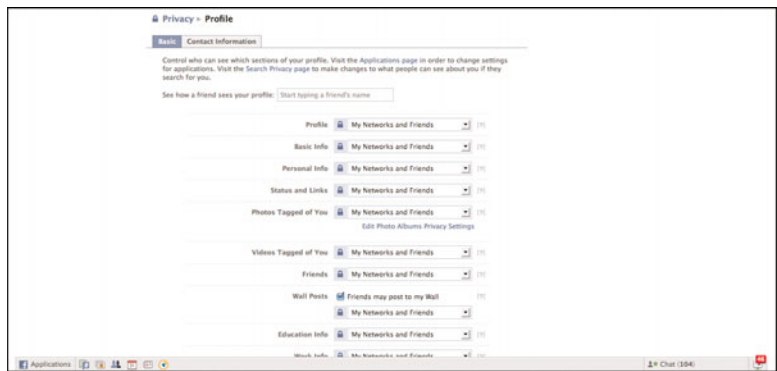 Privacy ▸ Profile
Basic Contact Information
Control who can see which sections of your profile. Visit the Applications page in order to change settings
for applications. Visit the Search Privacy page to make changes to what people can see about you if they
search for you.
See how a friend sees your profile: Start typing a friend's name
Profile My Networks and Friends [?]
Basic Info My Networks and Friends [?]
Personal Info My Networks and Friends [?]
Status and Links My Networks and Friends [?]
Photos Tagged of You My Networks and Friends [?]
Edit Photo Albums Privacy Settings
Videos Tagged of You My Networks and Friends [?]
Friends My Networks and Friends [?]
Wall Posts Friends may post to my Wall [?]
My Networks and Friends
Education Info My Networks and Friends [?]
Work Info My Networks and Friends [?]
Applications Chat (104)